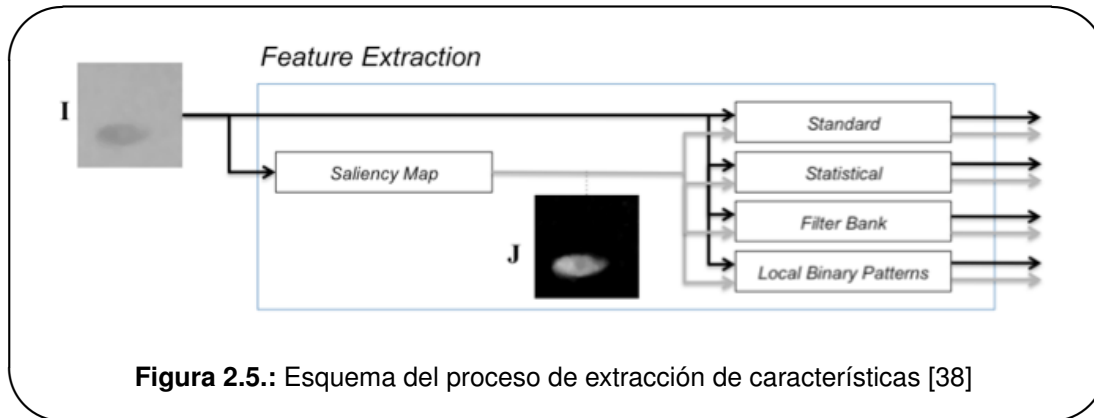 Feature Extraction
I
Standard
Saliency Map
Statistical
Filter Bank
J
Local Binary Patterns
Figura 2.5.: Esquema del proceso de extracción de características [38]